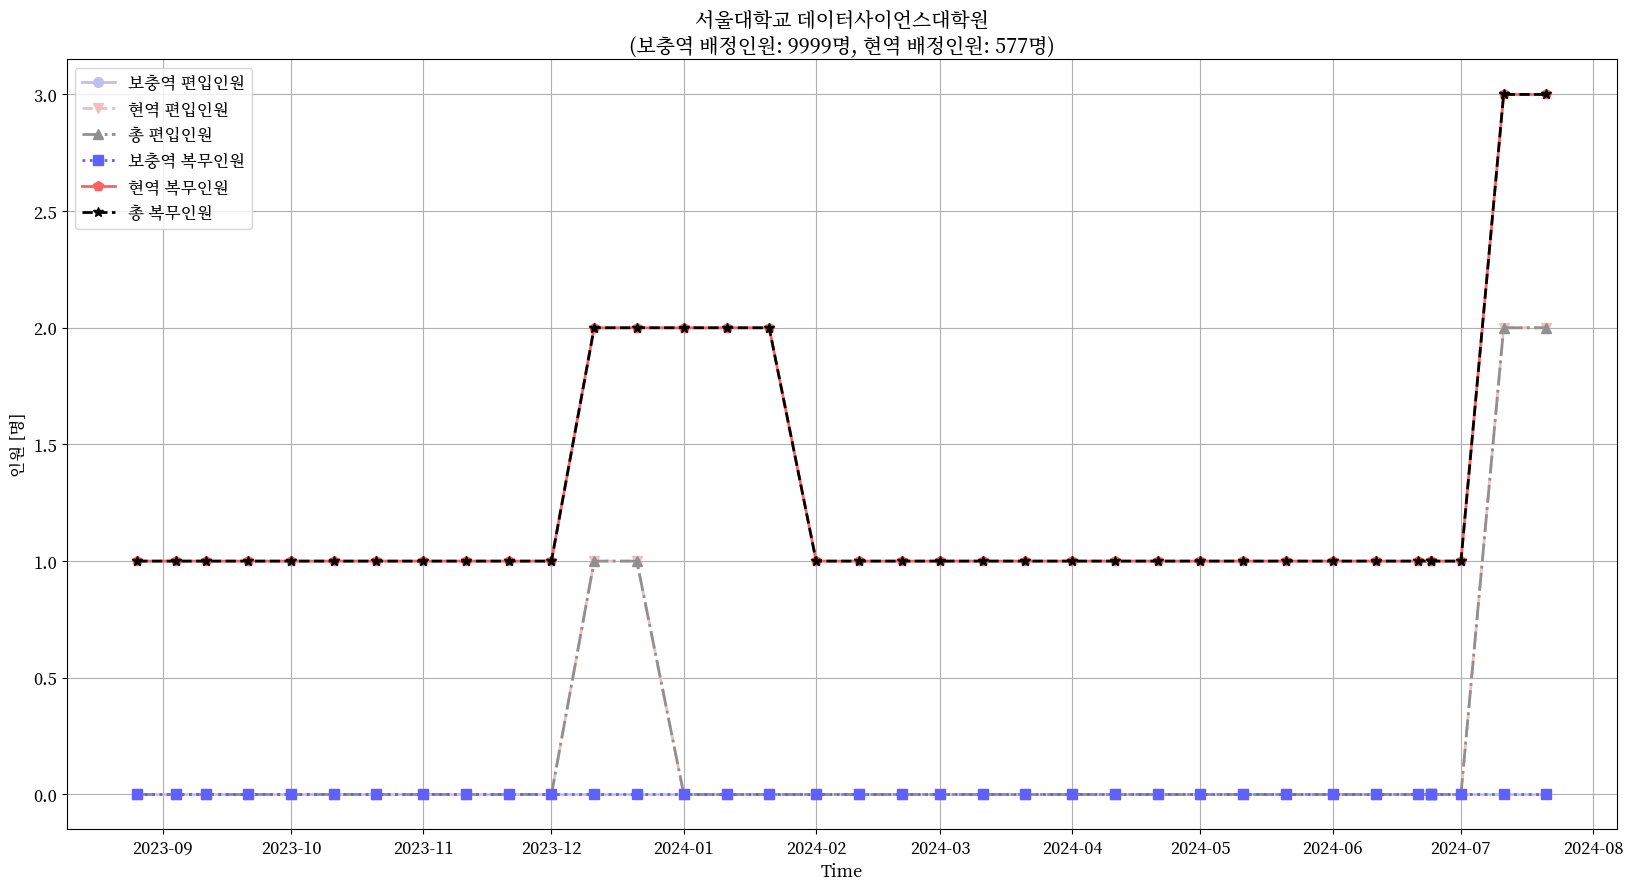 서울대학교 데이터사이언스대학원
(보충역 배정인원: 9999명, 현역 배정인원: 577명)
보충역 편입인원
현역 편입인원
총 편입인원
보충역 복무인원
현역 복무인원
총 복무인원
인원 [명]
3.0
2.5
2.0
1.5
1.0
0.5
0.0
2023-09
2023-10
2023-11
2023-12
2024-01
2024-02
2024-03
2024-04
2024-05
2024-06
2024-07
2024-08
Time